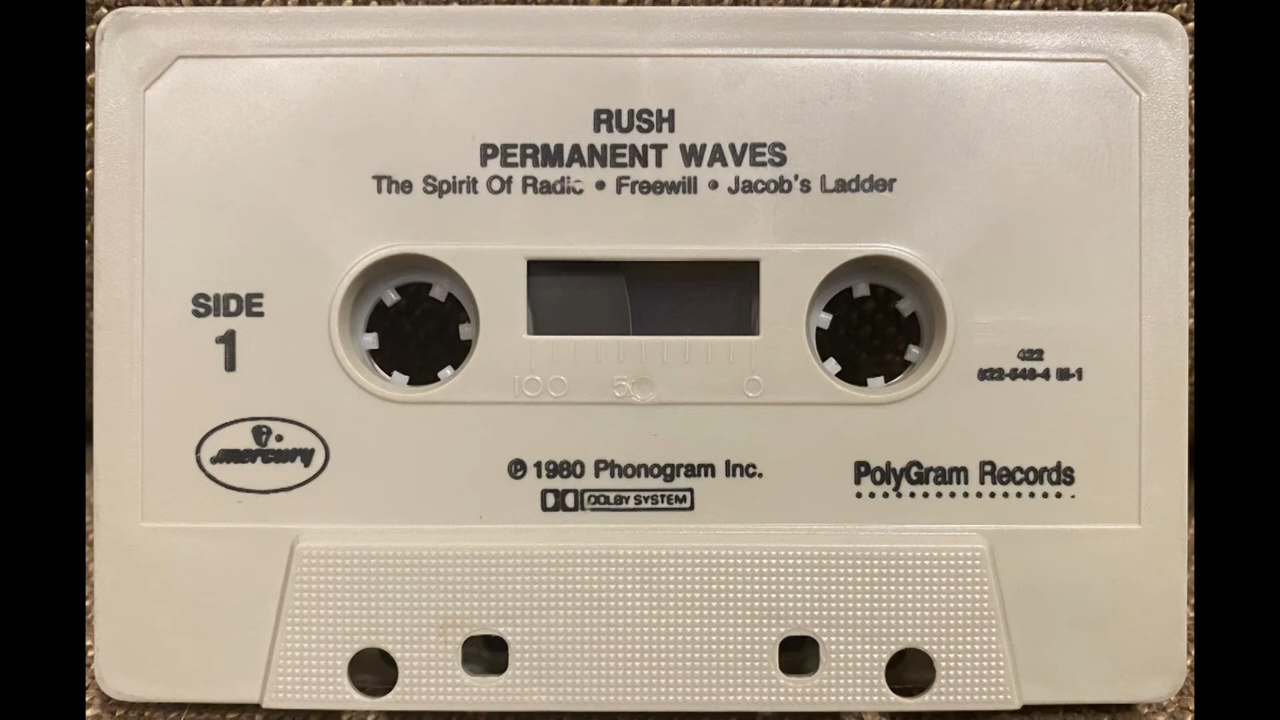 RUSH
PERMANENT WAVES
The Spirit Of Radio • Freewill • Jacob's Ladder
SIDE
1
100 50 0
422
822-548-4 M-1
mercury
℗ 1980 Phonogram Inc.
DOLBY SYSTEM
PolyGram Records